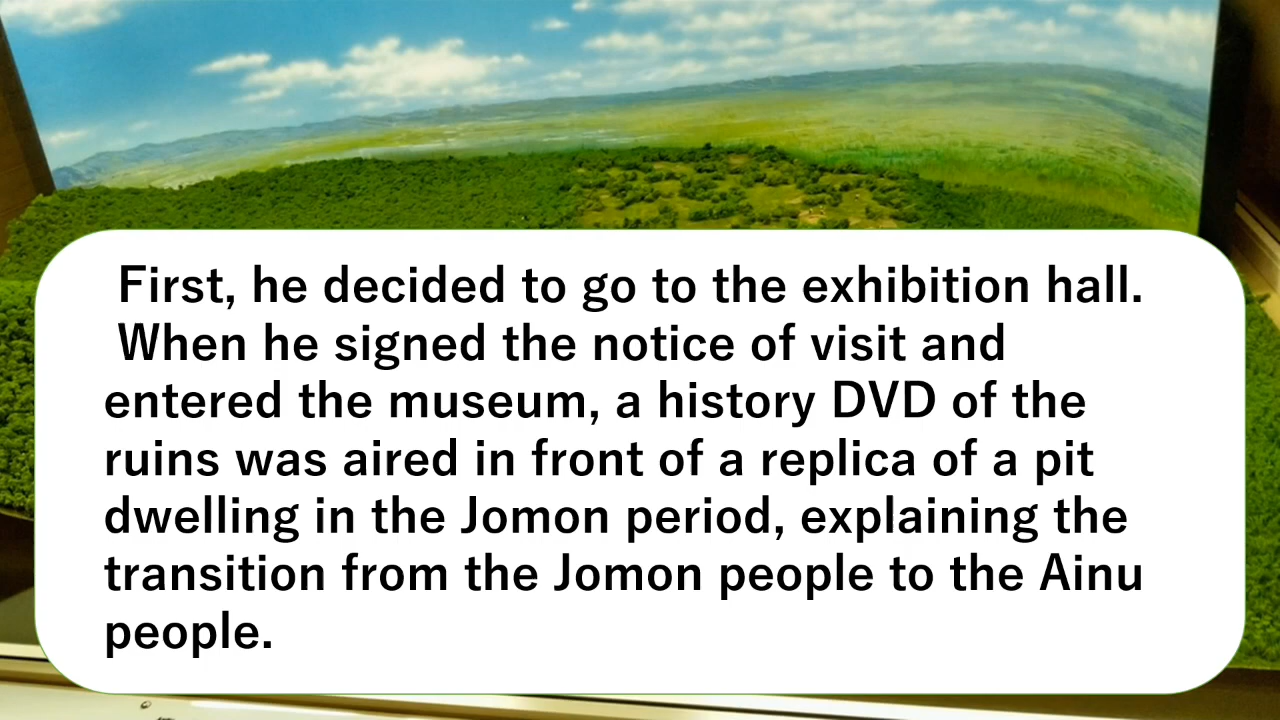 First, he decided to go to the exhibition hall.
When he signed the notice of visit and
entered the museum, a history DVD of the
ruins was aired in front of a replica of a pit
dwelling in the Jomon period, explaining the
transition from the Jomon people to the Ainu
people.